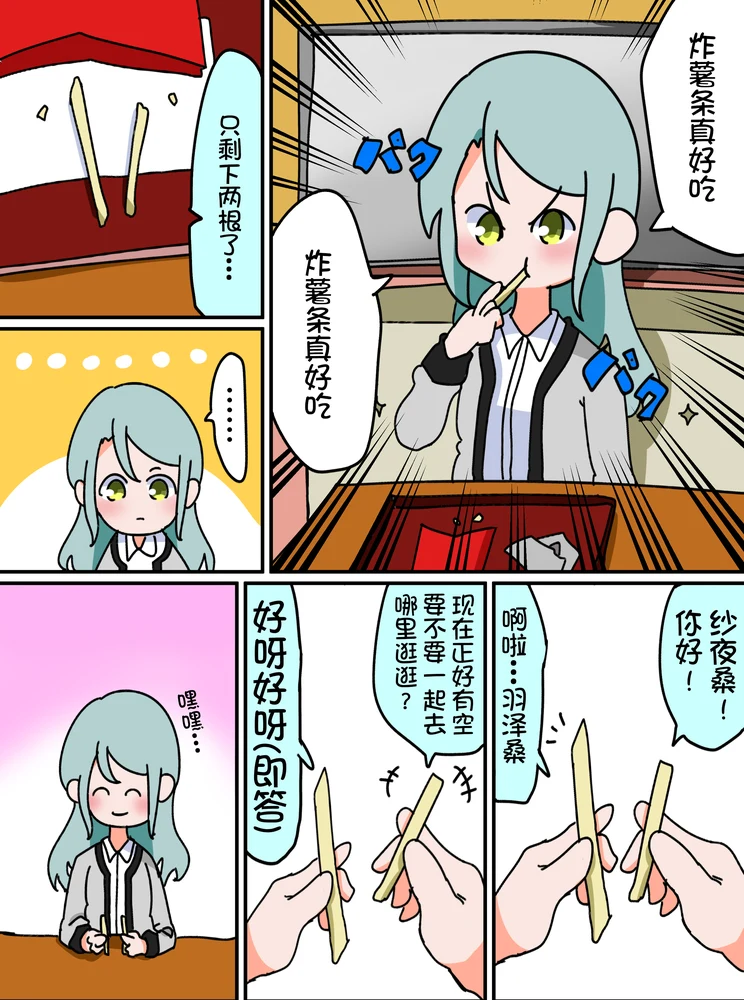 炸薯条真好吃
パク
炸薯条真好吃
パク
只剩下两根了…
……
纱夜桑！
你好！
啊啦…羽泽桑
现在正好有空
要不要一起去
哪里逛逛？
好呀好呀(即答)
嘿嘿…